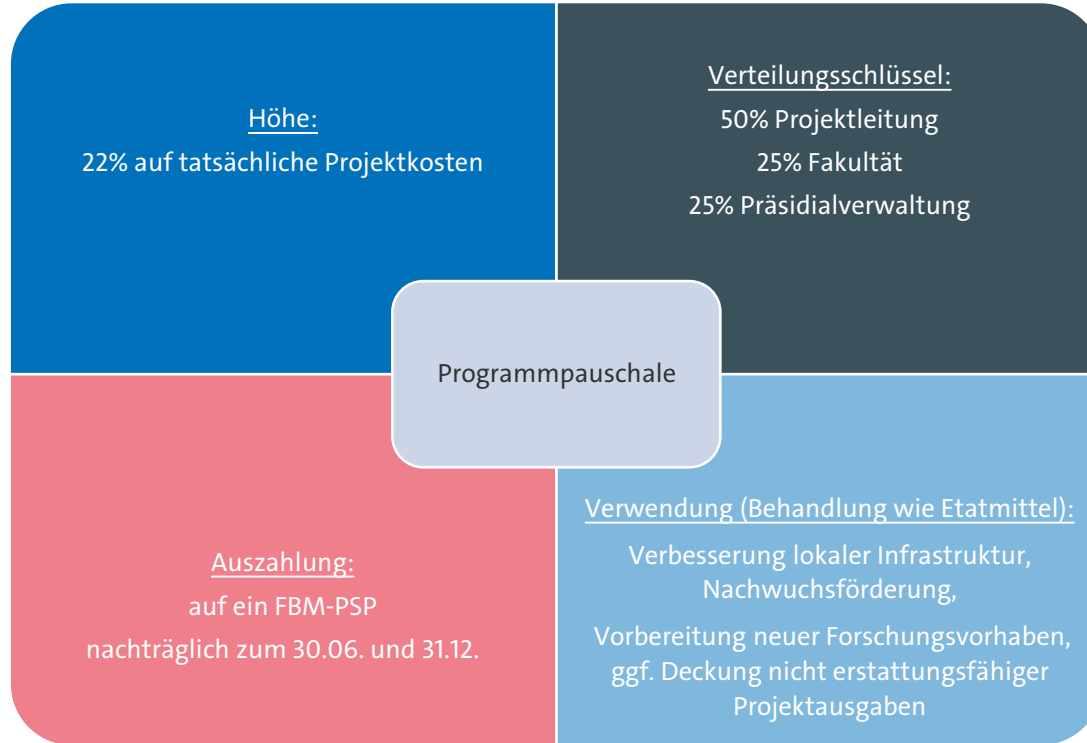 Höhe:
22% auf tatsächliche Projektkosten
Verteilungsschlüssel:
50% Projektleitung
25% Fakultät
25% Präsidialverwaltung
Programmpauschale
Auszahlung:
auf ein FBM-PSP
nachträglich zum 30.06. und 31.12.
Verwendung (Behandlung wie Etatmittel):
Verbesserung lokaler Infrastruktur,
Nachwuchsförderung,
Vorbereitung neuer Forschungsvorhaben,
ggf. Deckung nicht erstattungsfähiger
Projektausgaben